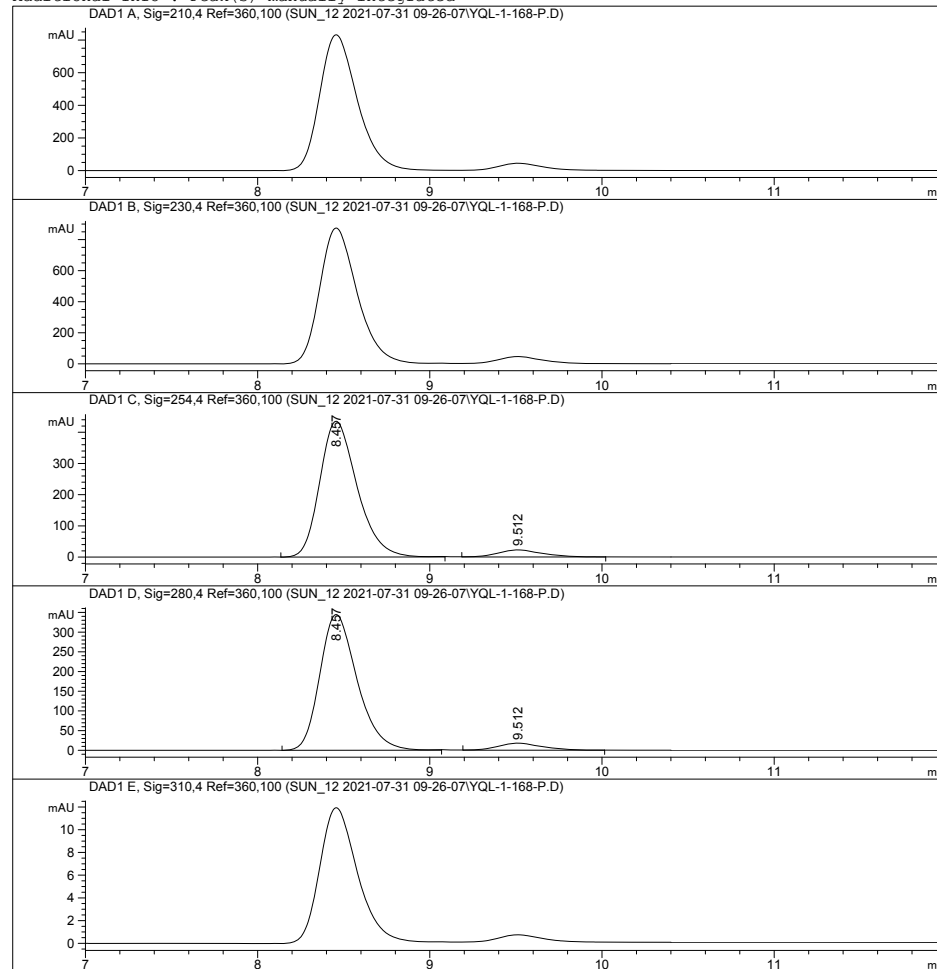 Additional Info : Peak(s) manually integrated
DAD1 A, Sig=210,4 Ref=360,100 (SUN_12 2021-07-31 09-26-07\YQL-1-168-P.D)
mAU
600
400
200
0
7 8 9 10 11 m
DAD1 B, Sig=230,4 Ref=360,100 (SUN_12 2021-07-31 09-26-07\YQL-1-168-P.D)
mAU
600
400
200
0
7 8 9 10 11 m
DAD1 C, Sig=254,4 Ref=360,100 (SUN_12 2021-07-31 09-26-07\YQL-1-168-P.D)
mAU
8.457
300
200
9.512
100
0
7 8 9 10 11 m
DAD1 D, Sig=280,4 Ref=360,100 (SUN_12 2021-07-31 09-26-07\YQL-1-168-P.D)
mAU
8.457
300
250
200
150
9.512
100
50
0
7 8 9 10 11 m
DAD1 E, Sig=310,4 Ref=360,100 (SUN_12 2021-07-31 09-26-07\YQL-1-168-P.D)
mAU
10
8
6
4
2
0
7 8 9 10 11 m